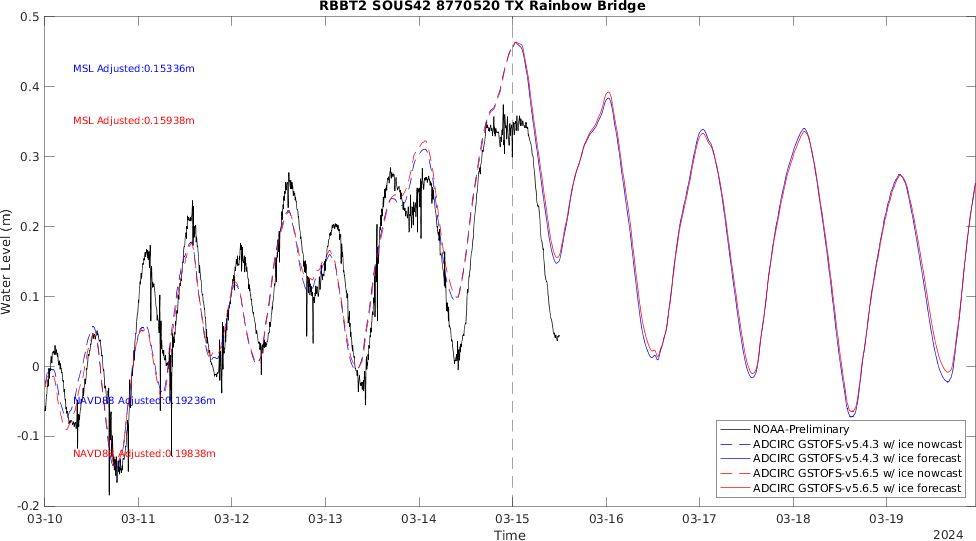 RBBT2 SOUS42 8770520 TX Rainbow Bridge
0.5
0.4
0.3
0.2
0.1
0
-0.1
-0.2
Water Level (m)
MSL Adjusted:0.15336m
MSL Adjusted:0.15938m
NAVD88 Adjusted:0.19236m
NAVD88 Adjusted:0.19838m
NOAA-Preliminary
ADCIRC GSTOFS-v5.4.3 w/ ice nowcast
ADCIRC GSTOFS-v5.4.3 w/ ice forecast
ADCIRC GSTOFS-v5.6.5 w/ ice nowcast
ADCIRC GSTOFS-v5.6.5 w/ ice forecast
03-10 03-11 03-12 03-13 03-14 03-15 03-16 03-17 03-18 03-19
Time
2024